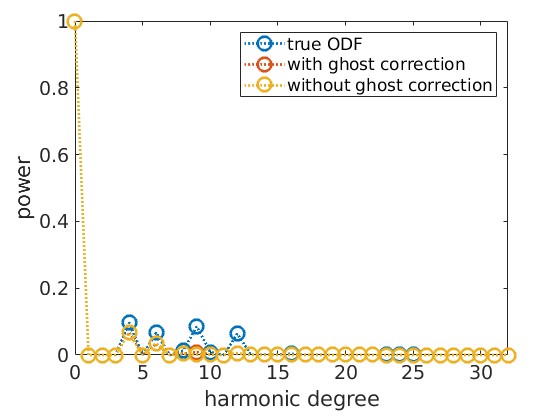 1
true ODF
with ghost correction
without ghost correction
0.8
0.6
0.4
0.2
0
power
0 5 10 15 20 25 30
harmonic degree